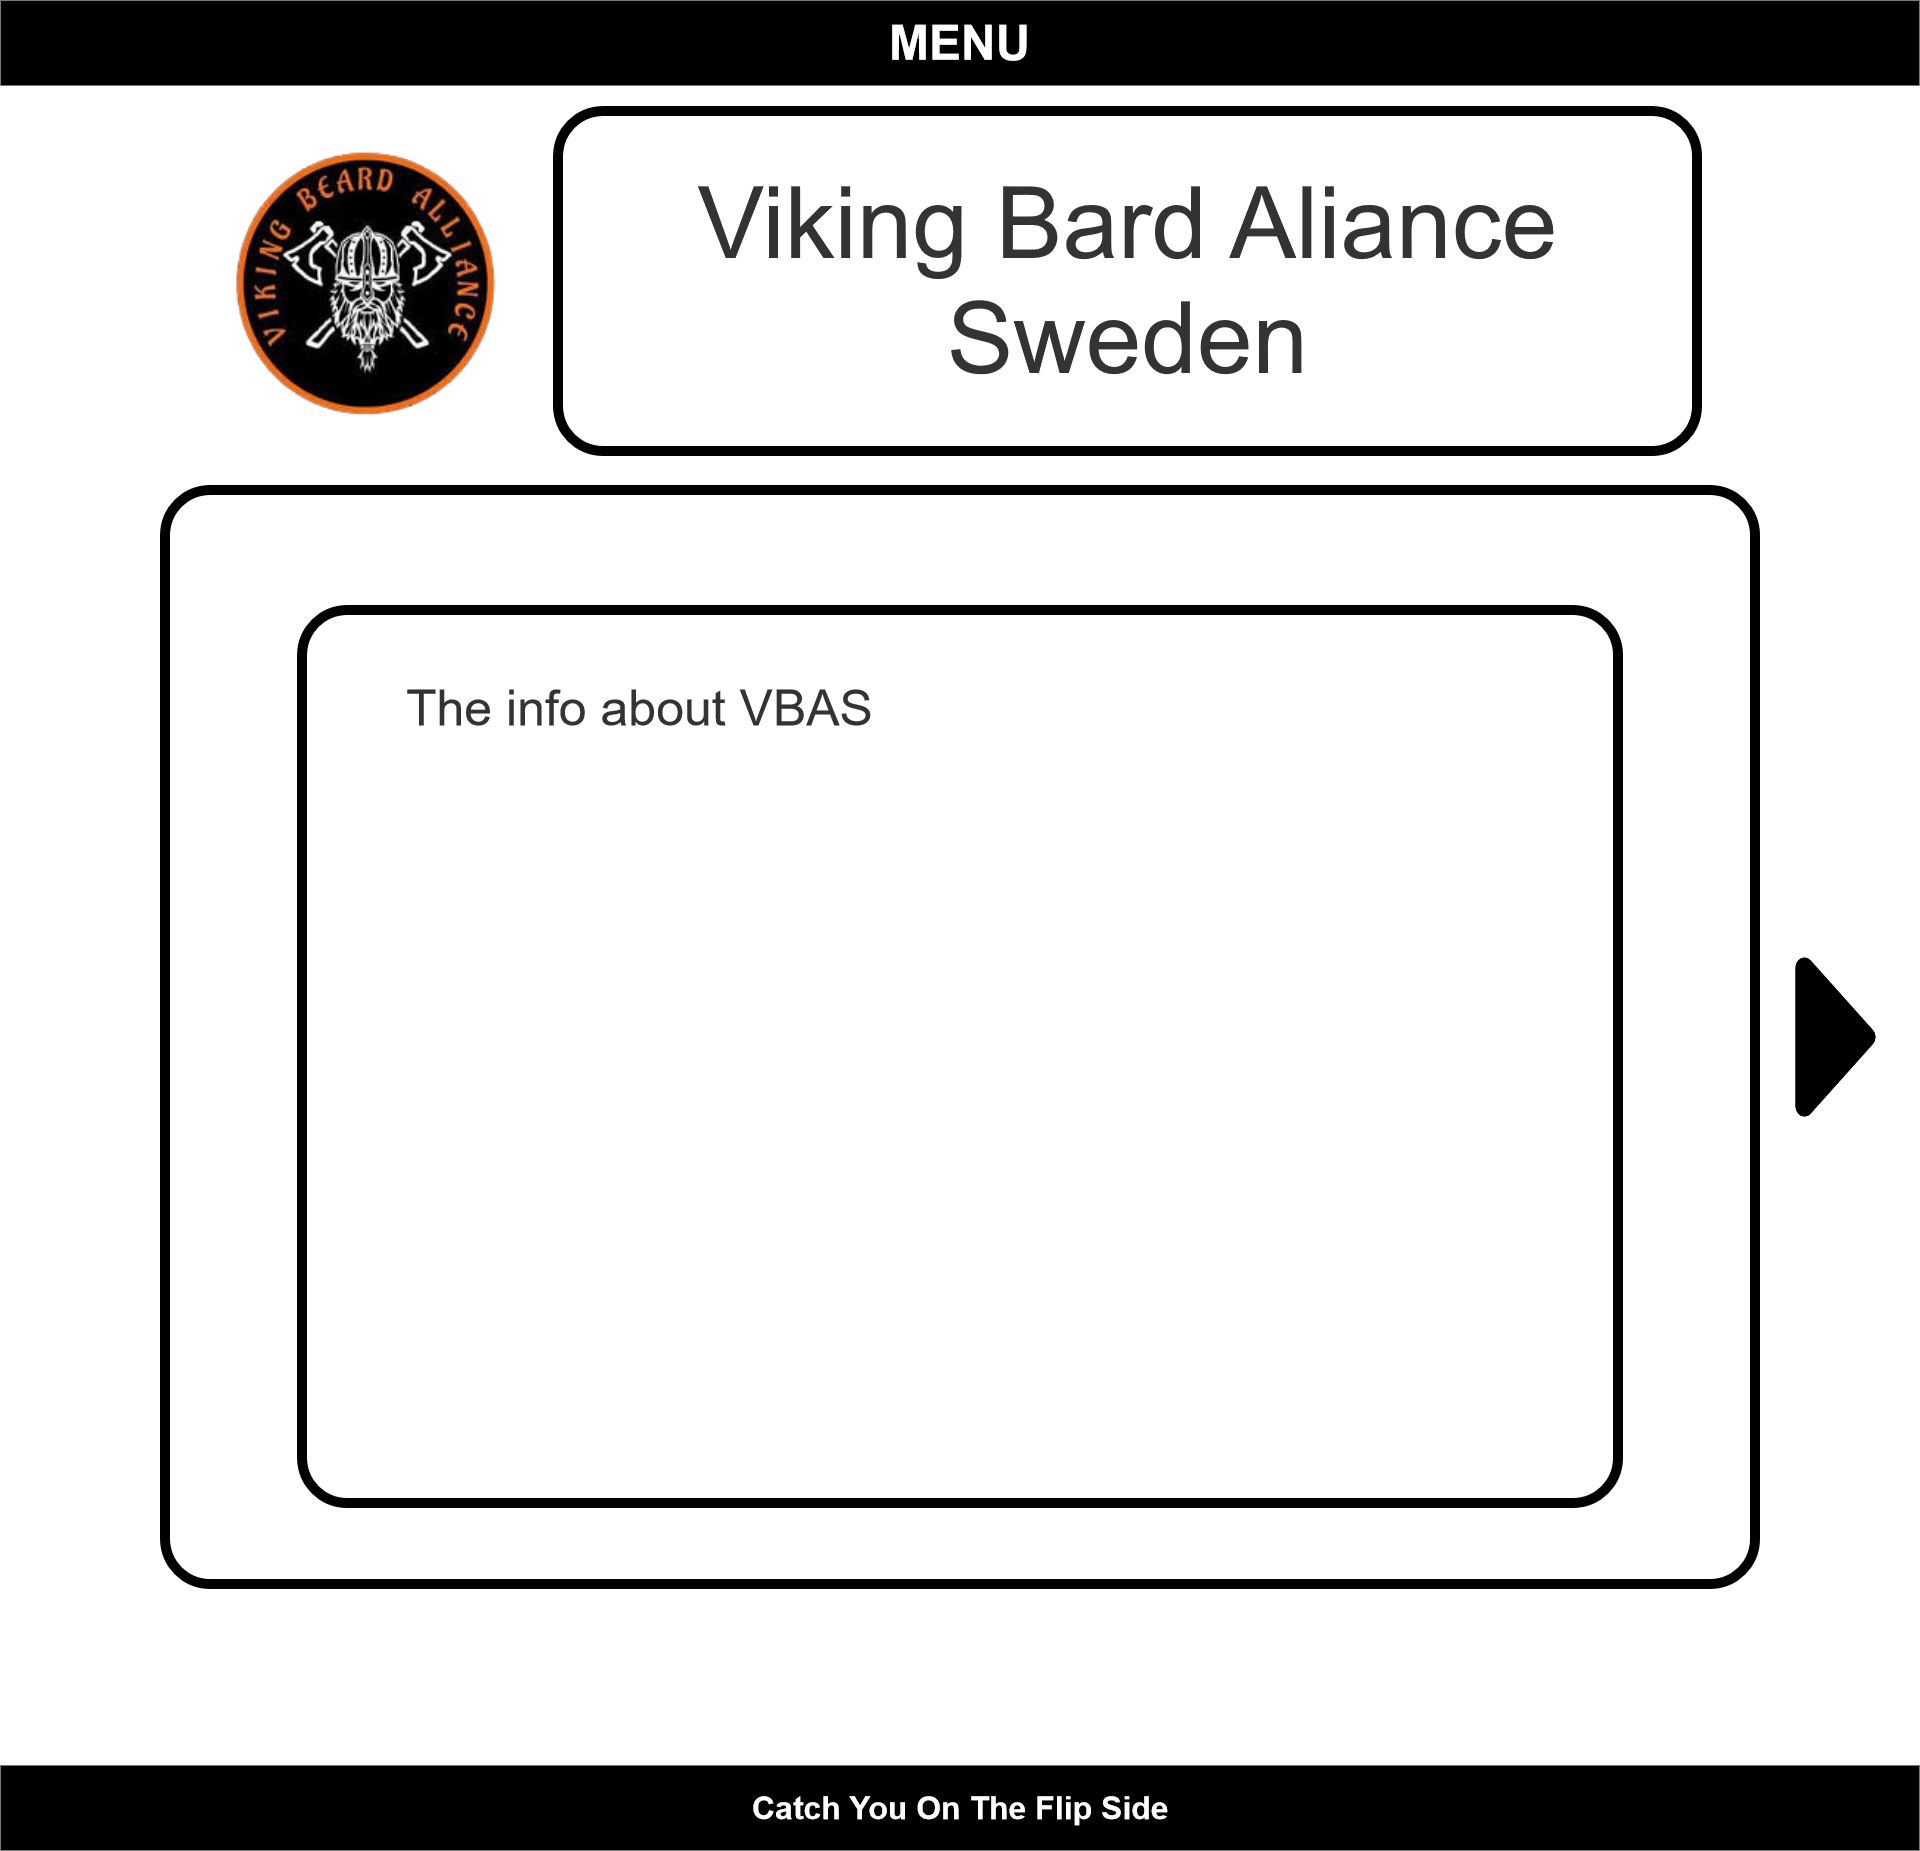 MENU
VIKING BEARD ALLIANCE
Viking Bard Aliance
Sweden
The info about VBAS
Catch You On The Flip Side